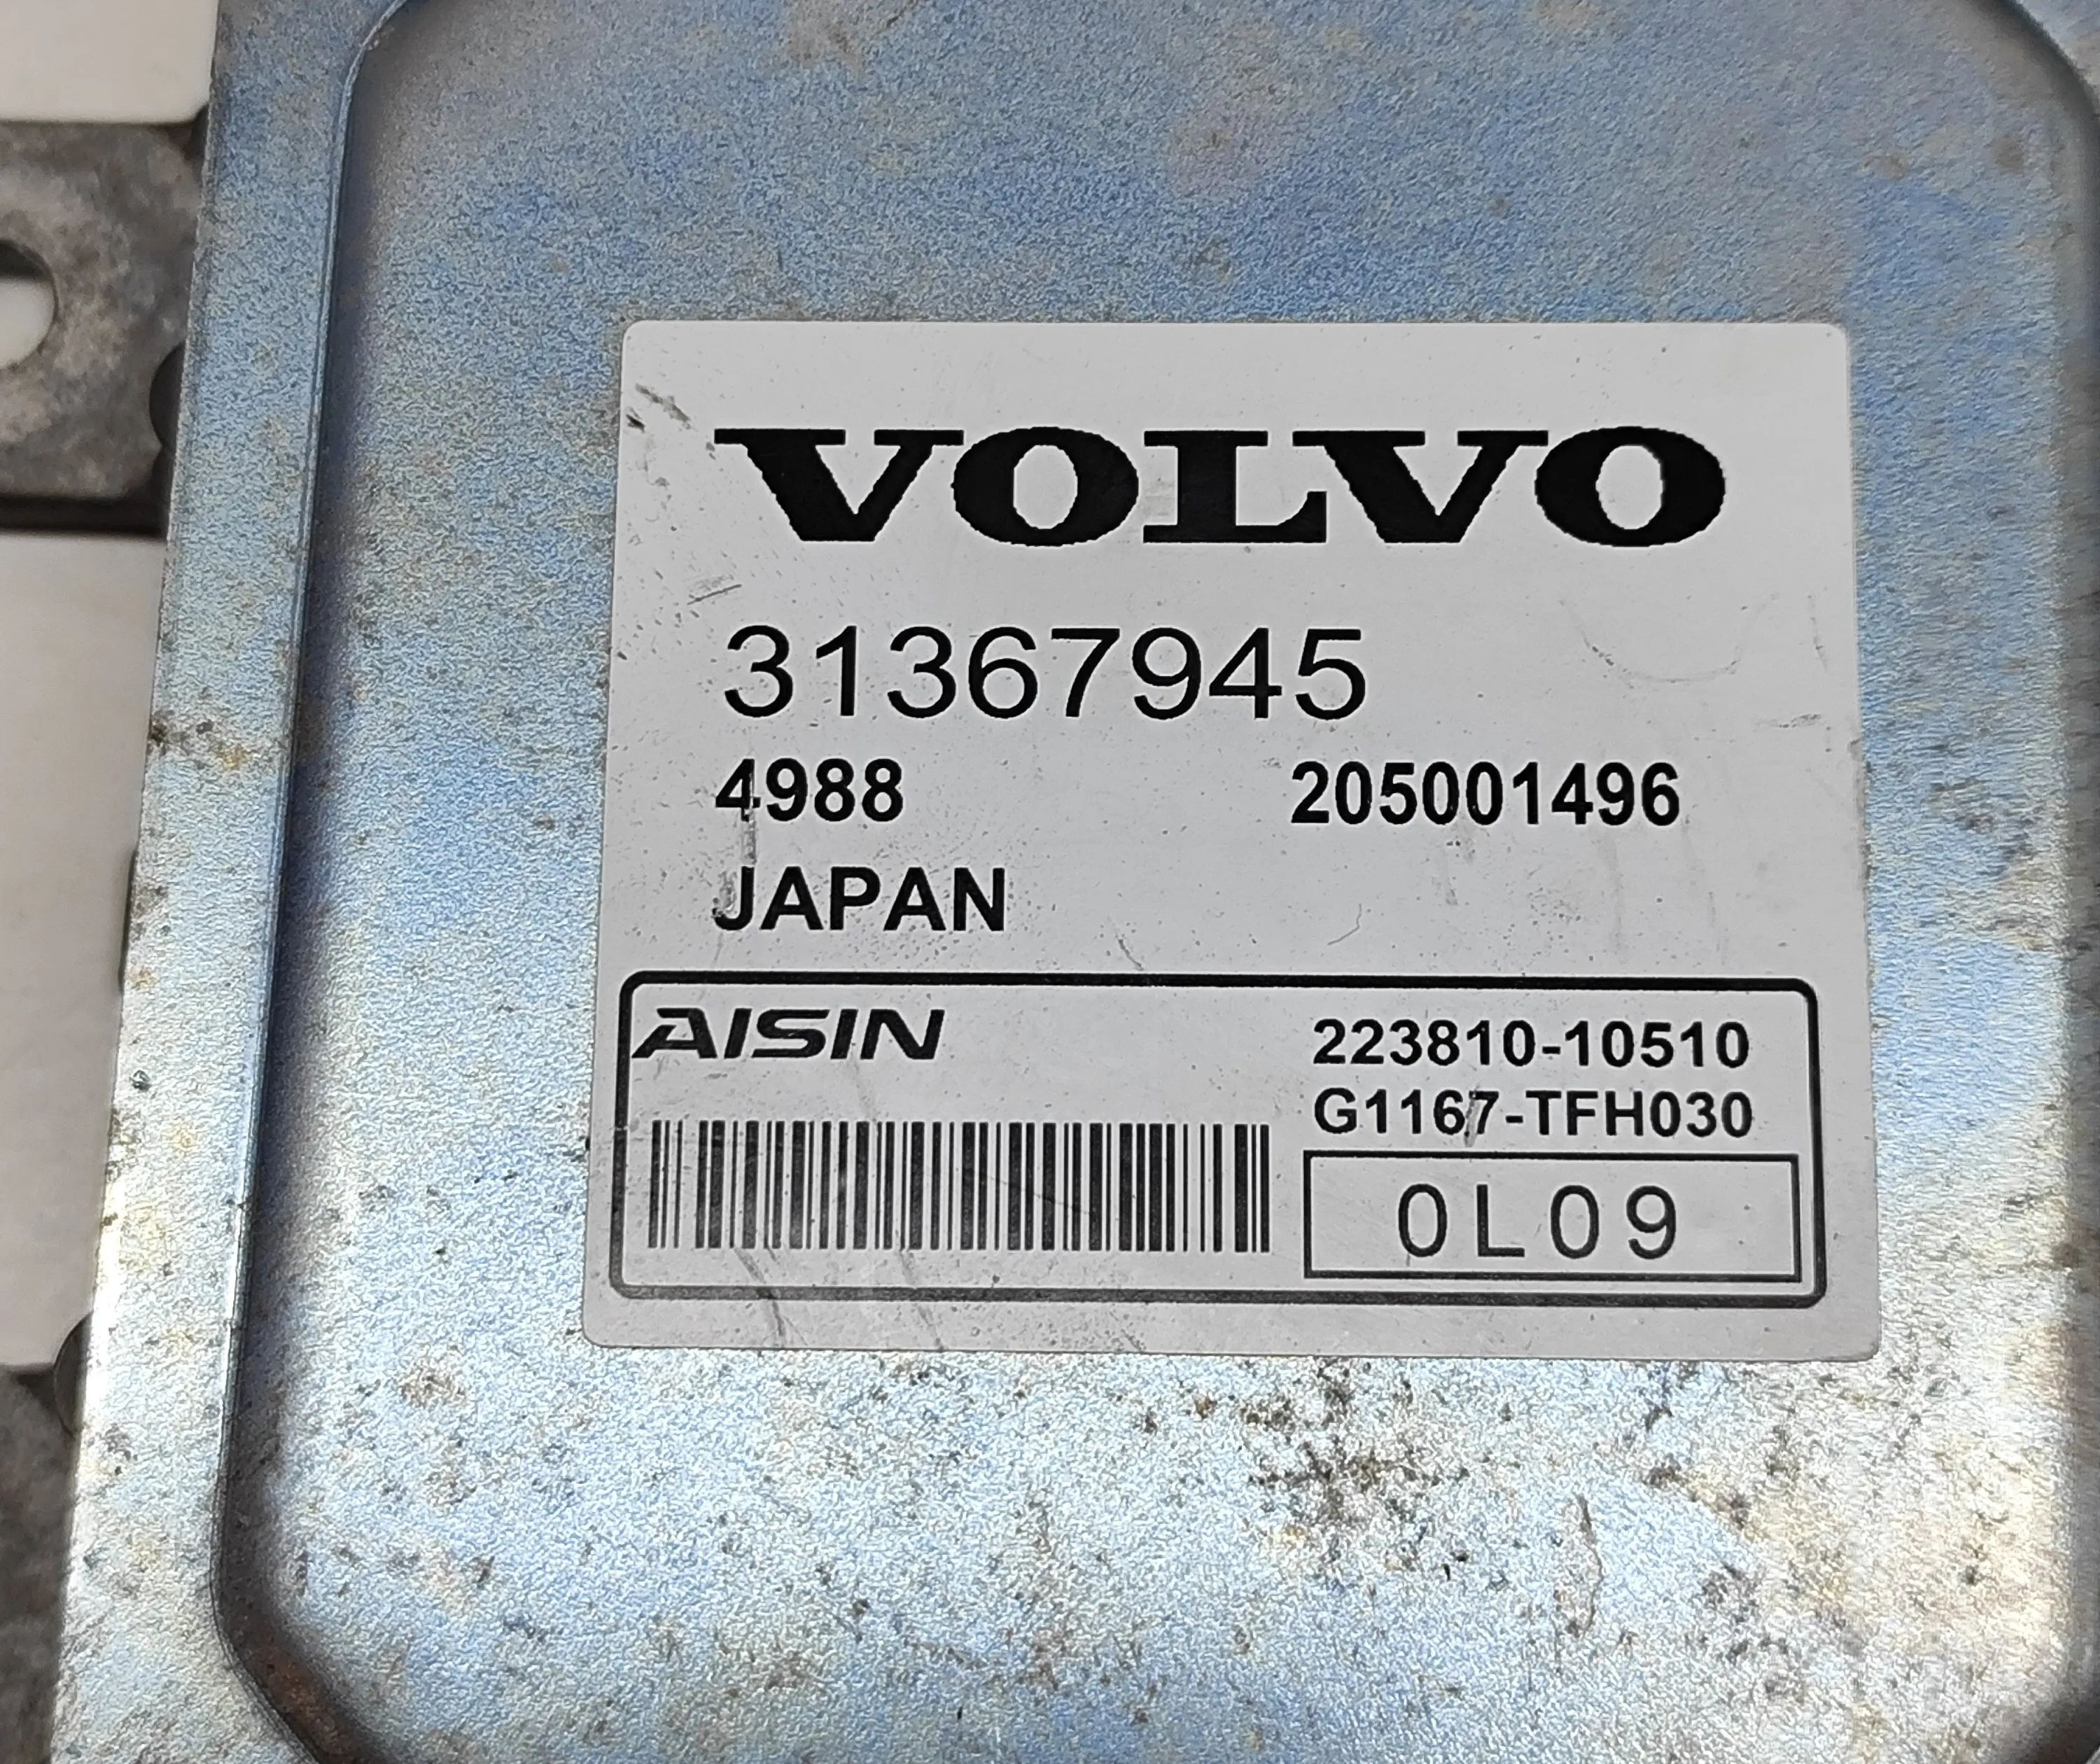 VOLVO
31367945
4988 205001496
JAPAN
AISIN 223810-10510
G1167-TFH030
0L09